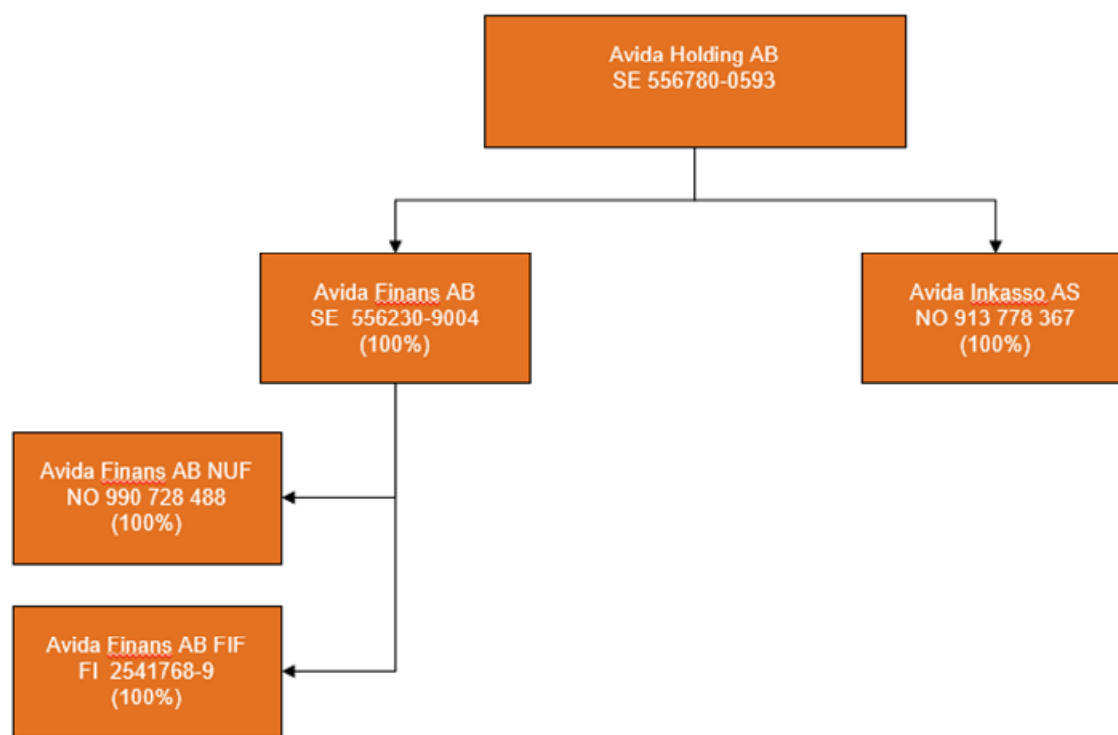 Avida Holding AB
SE 556780-0593
Avida Finans AB
SE 556230-9004
(100%)
Avida Inkasso AS
NO 913 778 367
(100%)
Avida Finans AB NUF
NO 990 728 488
(100%)
Avida Finans AB FIF
FI 2541768-9
(100%)